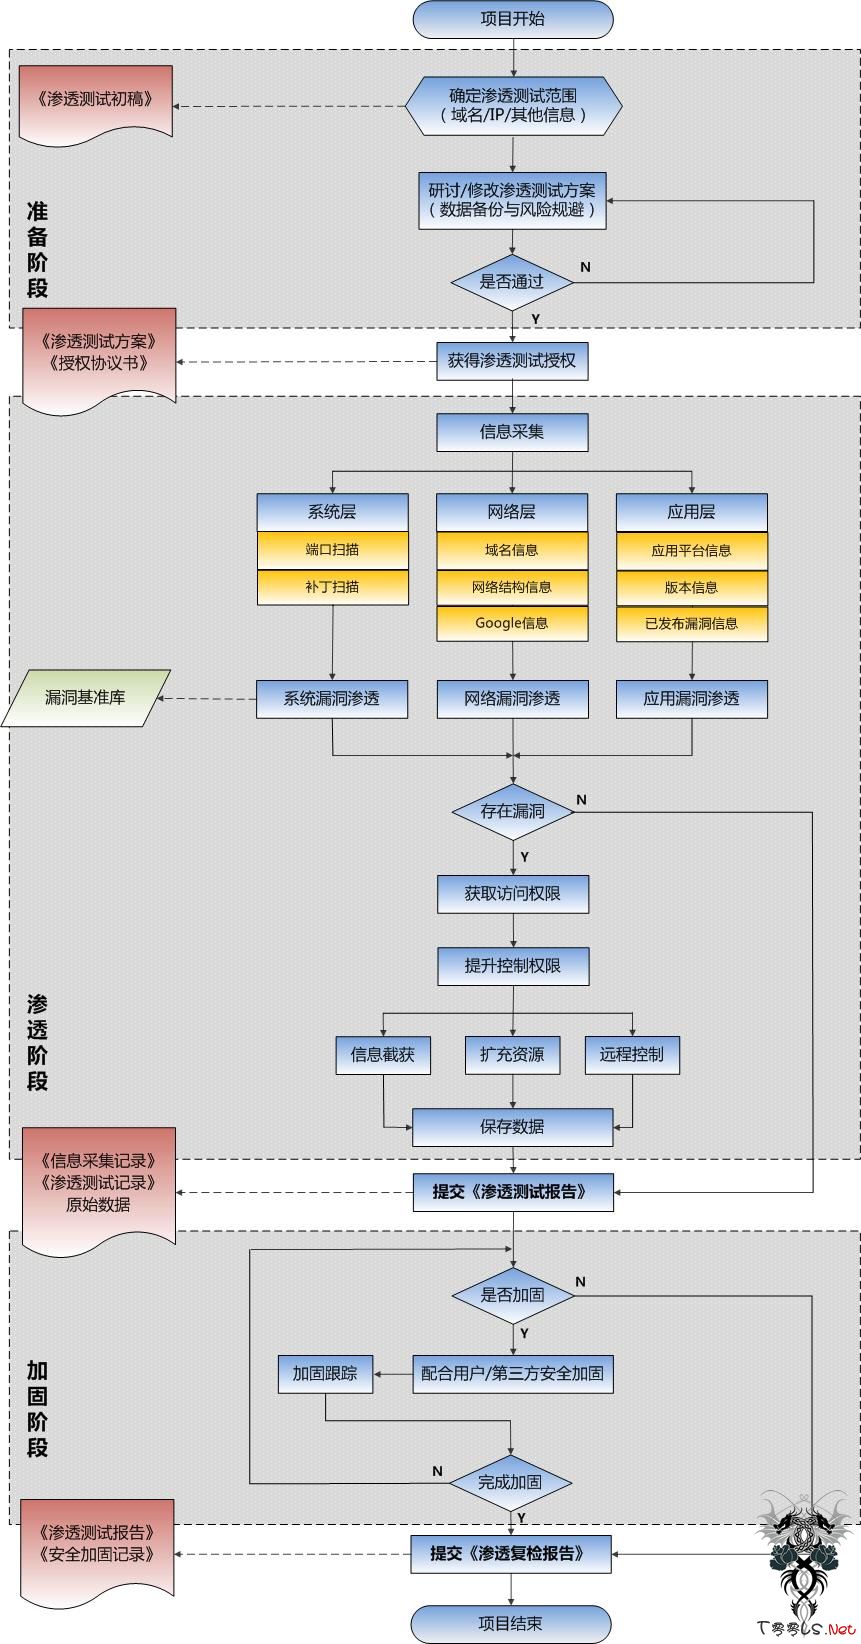 项目开始
《渗透测试初稿》
确定渗透测试范围
（域名/IP/其他信息）
研讨/修改渗透测试方案
（数据备份与风险规避）
准备阶段
是否通过
N
Y
《渗透测试方案》
《授权协议书》
获得渗透测试授权
信息采集
系统层
网络层
应用层
端口扫描
域名信息
应用平台信息
补丁扫描
网络结构信息
版本信息
Google信息
已发布漏洞信息
漏洞基准库
系统漏洞渗透
网络漏洞渗透
应用漏洞渗透
存在漏洞
N
Y
获取访问权限
提升控制权限
渗透阶段
信息截获
扩充资源
远程控制
保存数据
《信息采集记录》
《渗透测试记录》
原始数据
提交《渗透测试报告》
是否加固
N
Y
加固阶段
加固跟踪
配合用户/第三方安全加固
N
完成加固
Y
《渗透测试报告》
《安全加固记录》
提交《渗透复检报告》
项目结束
T00LS.Net